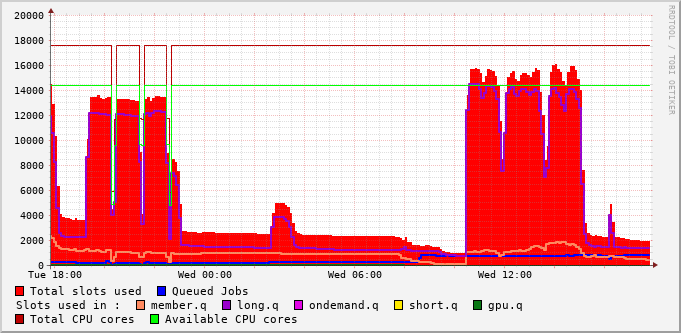 20000
18000
16000
14000
12000
10000
8000
6000
4000
2000
0
Tue 18:00 Wed 00:00 Wed 06:00 Wed 12:00
Total slots used Queued Jobs
Slots used in : member.q long.q ondemand.q short.q gpu.q
Total CPU cores Available CPU cores
RRDTOOL / TOBI OETIKER